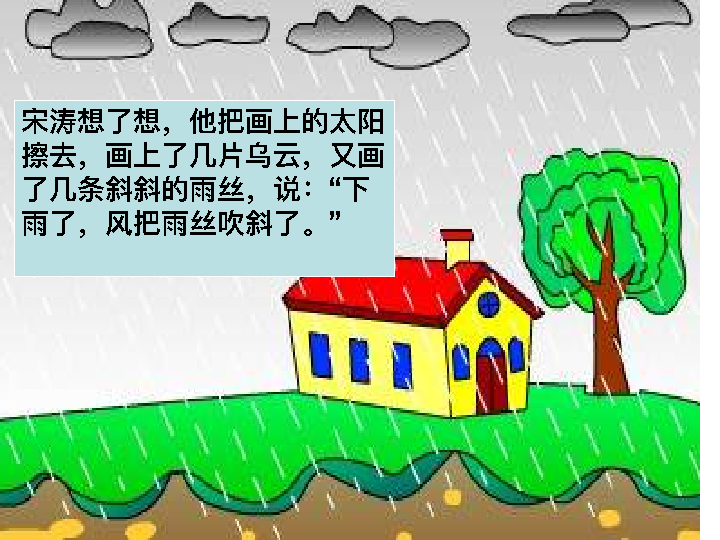 宋涛想了想，他把画上的太阳
擦去，画上了几片乌云，又画
了几条斜斜的雨丝，说：“下
雨了，风把雨丝吹斜了。”